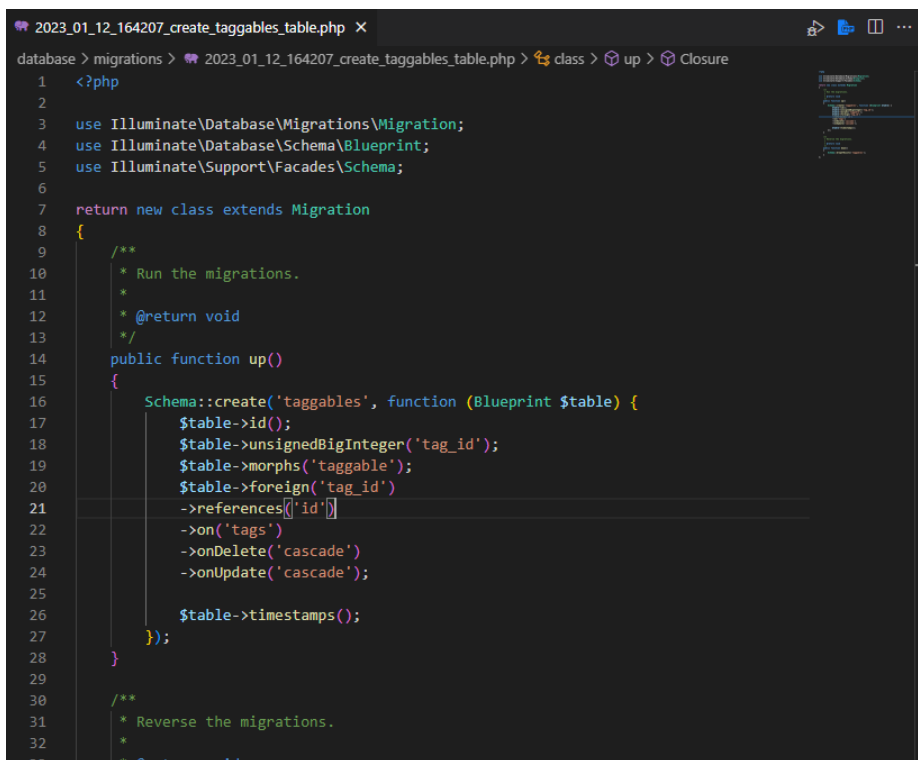 2023_01_12_164207_create_taggables_table.php ×
database > migrations > 2023_01_12_164207_create_taggables_table.php > class > up > Closure
1 <?php
2
3 use Illuminate\Database\Migrations\Migration;
4 use Illuminate\Database\Schema\Blueprint;
5 use Illuminate\Support\Facades\Schema;
6
7 return new class extends Migration
8 {
9     /**
10      * Run the migrations.
11      *
12      * @return void
13      */
14     public function up()
15     {
16         Schema::create('taggables', function (Blueprint $table) {
17             $table->id();
18             $table->unsignedBigInteger('tag_id');
19             $table->morphs('taggable');
20             $table->foreign('tag_id')
21             ->references('id')
22             ->on('tags')
23             ->onDelete('cascade')
24             ->onUpdate('cascade');
25
26             $table->timestamps();
27         });
28     }
29
30     /**
31      * Reverse the migrations.
32      *